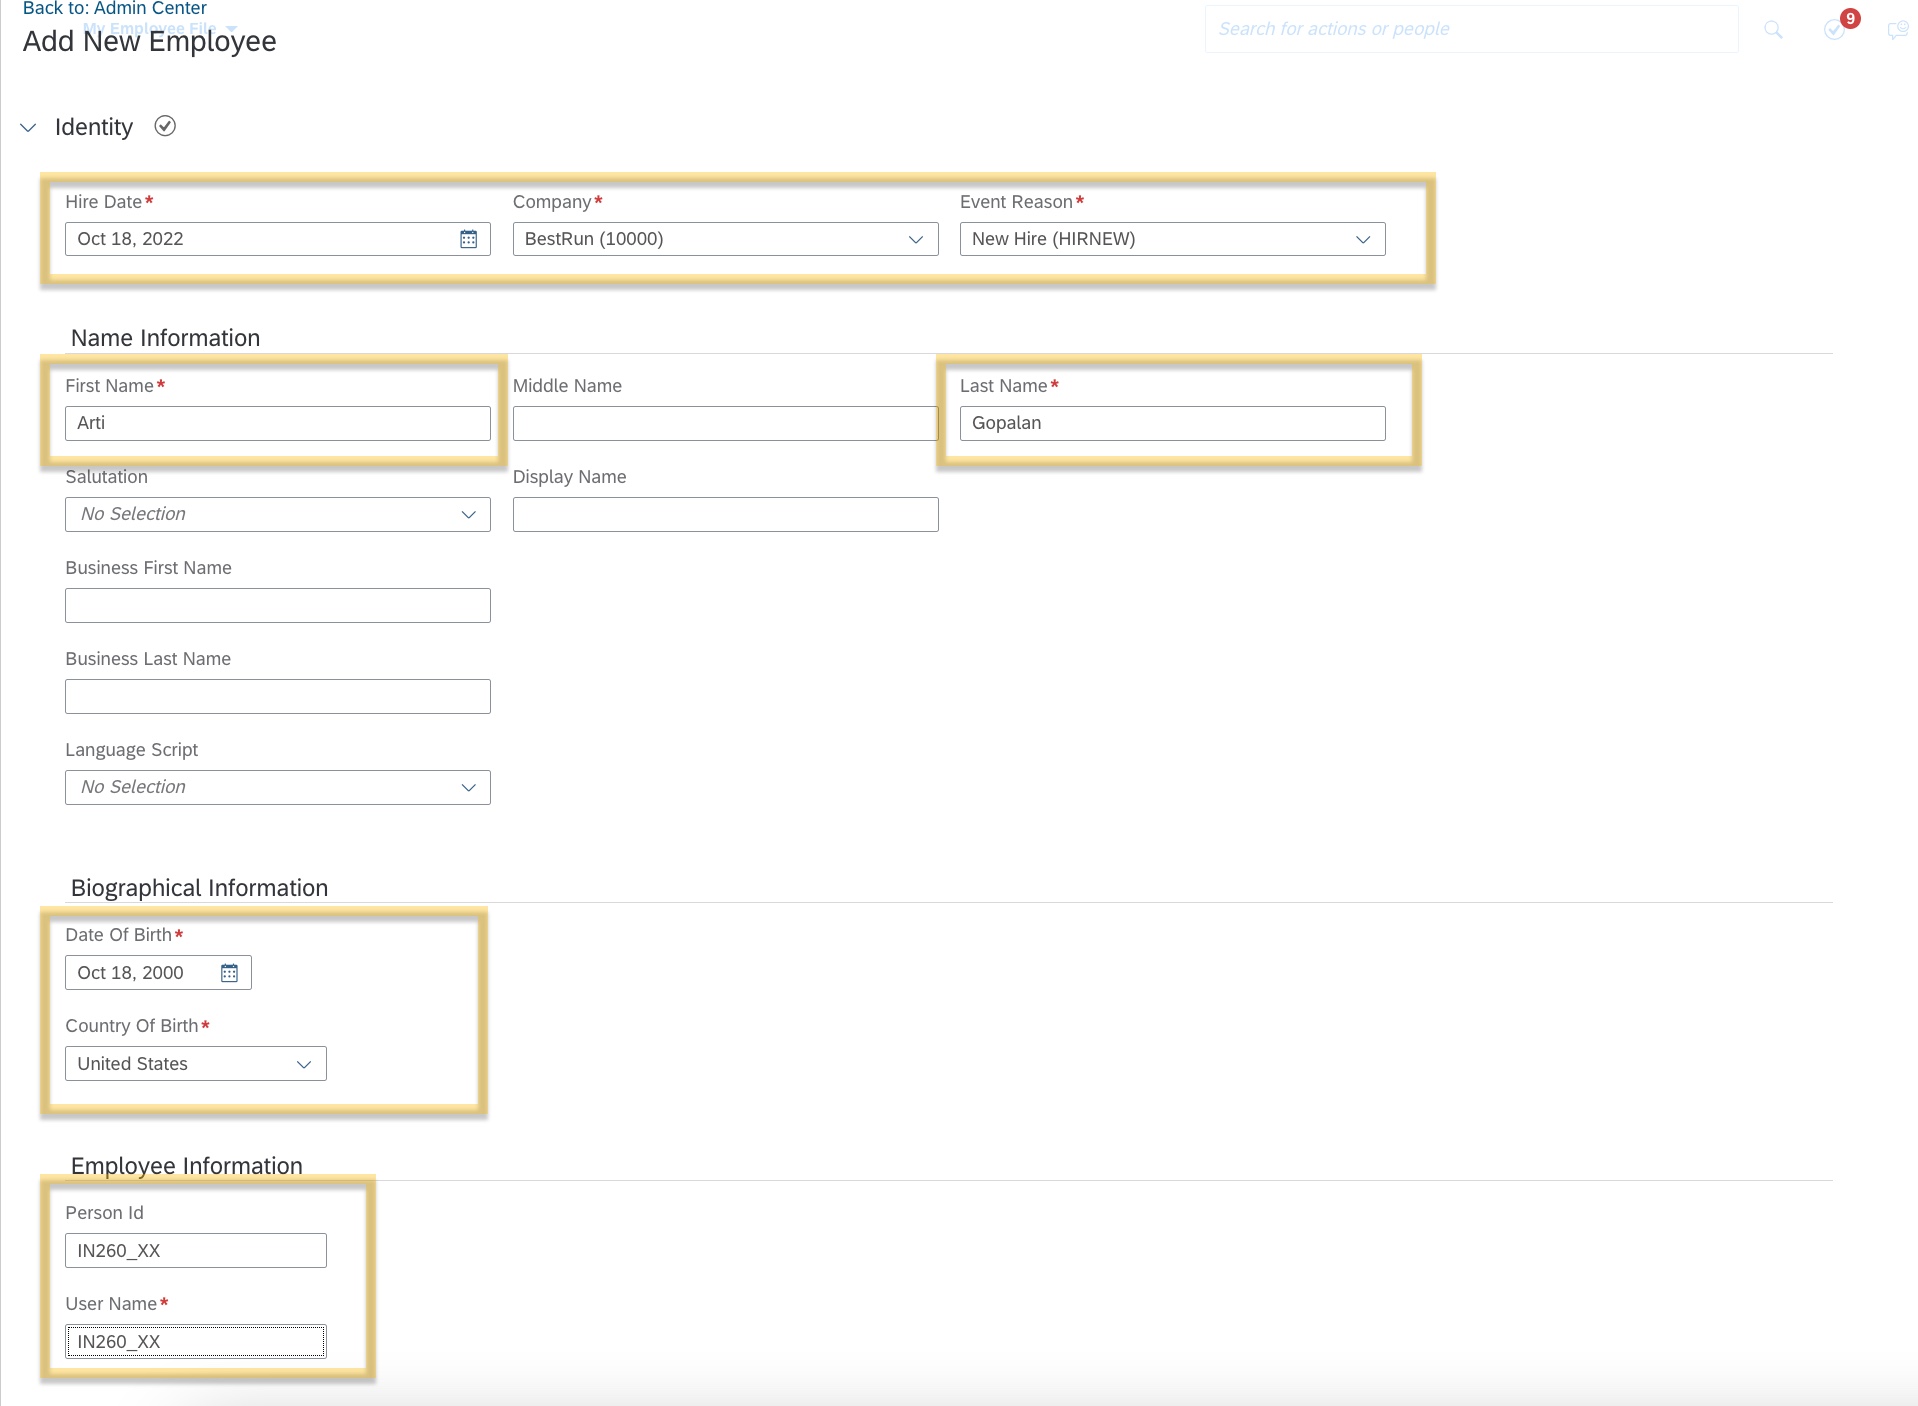 Back to: Admin Center
My Employee File
Add New Employee
Search for actions or people
9
Identity
Hire Date* Company* Event Reason*
Oct 18, 2022 BestRun (10000) New Hire (HIRNEW)
Name Information
First Name* Middle Name Last Name*
Arti Gopalan
Salutation Display Name
No Selection
Business First Name
Business Last Name
Language Script
No Selection
Biographical Information
Date Of Birth*
Oct 18, 2000
Country Of Birth*
United States
Employee Information
Person Id
IN260_XX
User Name*
IN260_XX